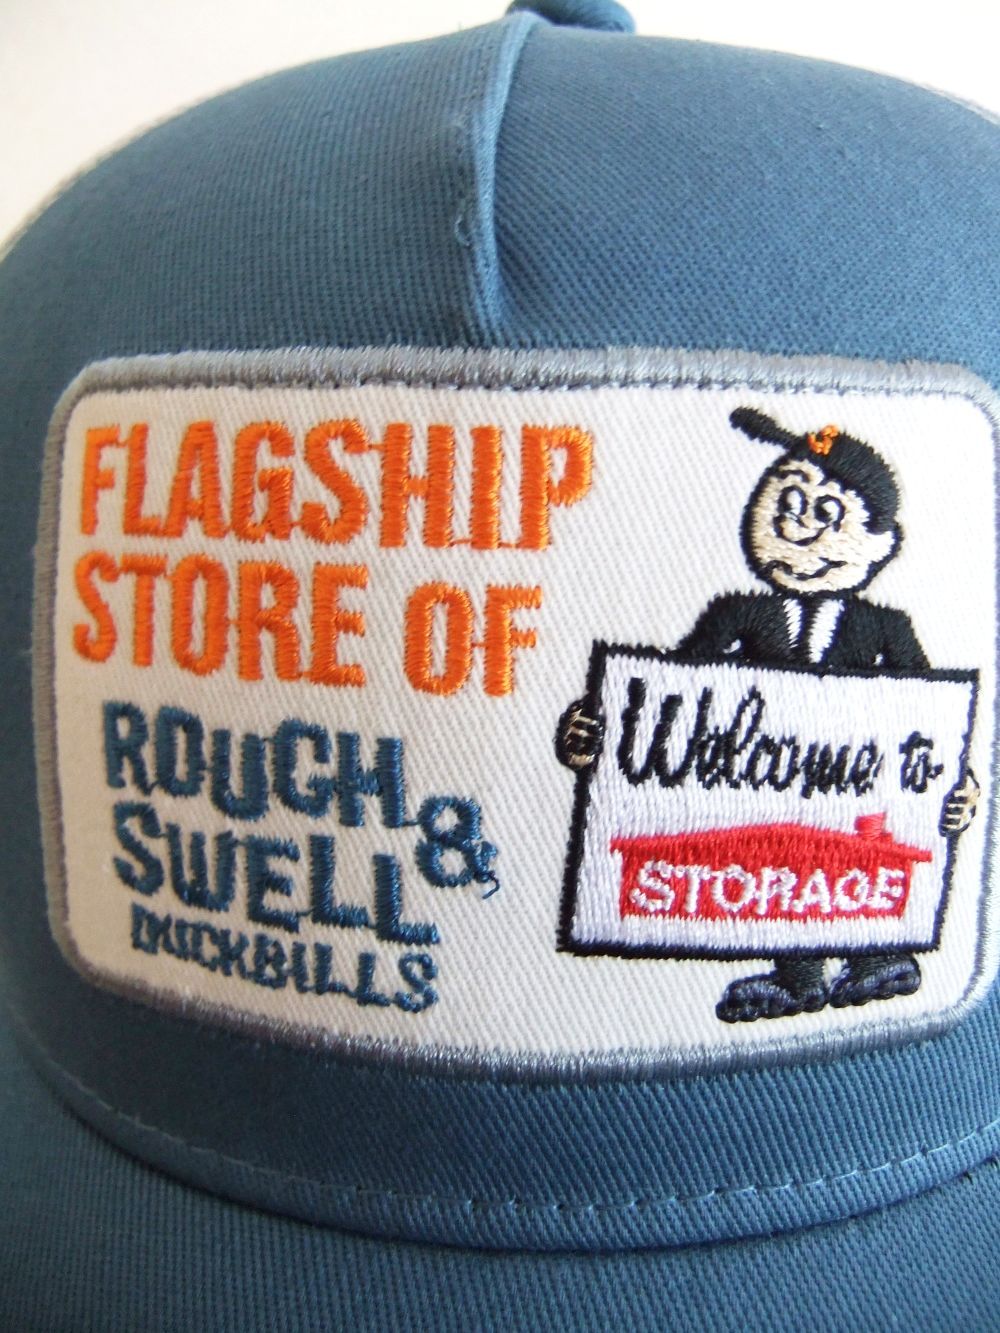 FLAGSHIP
STORE OF
ROUGH &
SWELL
DUCKBILLS
Welcome to
STORAGE